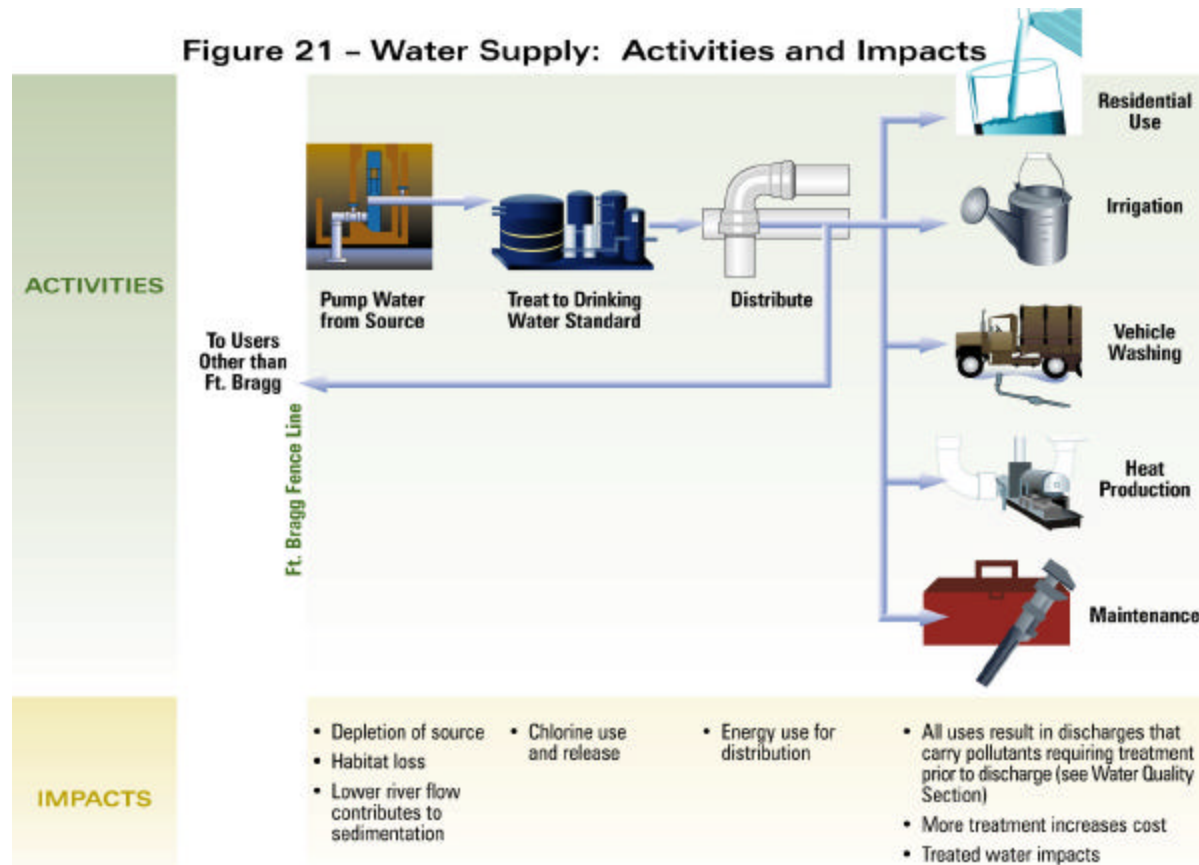 Figure 21 – Water Supply: Activities and Impacts
ACTIVITIES
Pump Water
from Source
Treat to Drinking
Water Standard
Distribute
To Users
Other than
Ft. Bragg
Ft. Bragg Fence Line
Residential
Use
Irrigation
Vehicle
Washing
Heat
Production
Maintenance
IMPACTS
• Depletion of source
• Habitat loss
• Lower river flow
contributes to
sedimentation
• Chlorine use
and release
• Energy use for
distribution
• All uses result in discharges that
carry pollutants requiring treatment
prior to discharge (see Water Quality
Section)
• More treatment increases cost
• Treated water impacts